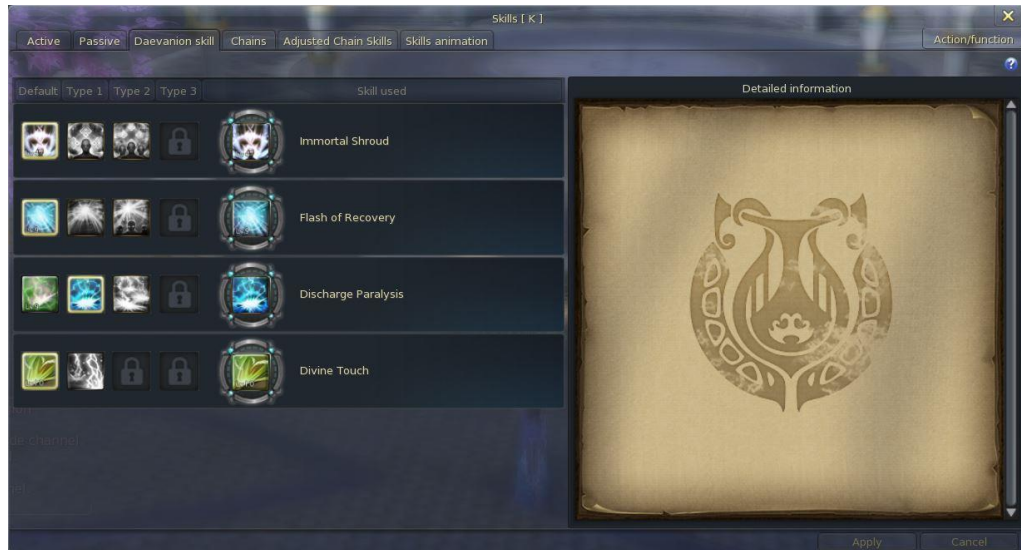 Skills [ K ]
Active Passive Daevanion skill Chains Adjusted Chain Skills Skills animation Action/function
Default Type 1 Type 2 Type 3 Skill used Detailed information
Immortal Shroud
Flash of Recovery
Discharge Paralysis
Divine Touch
Apply Cancel